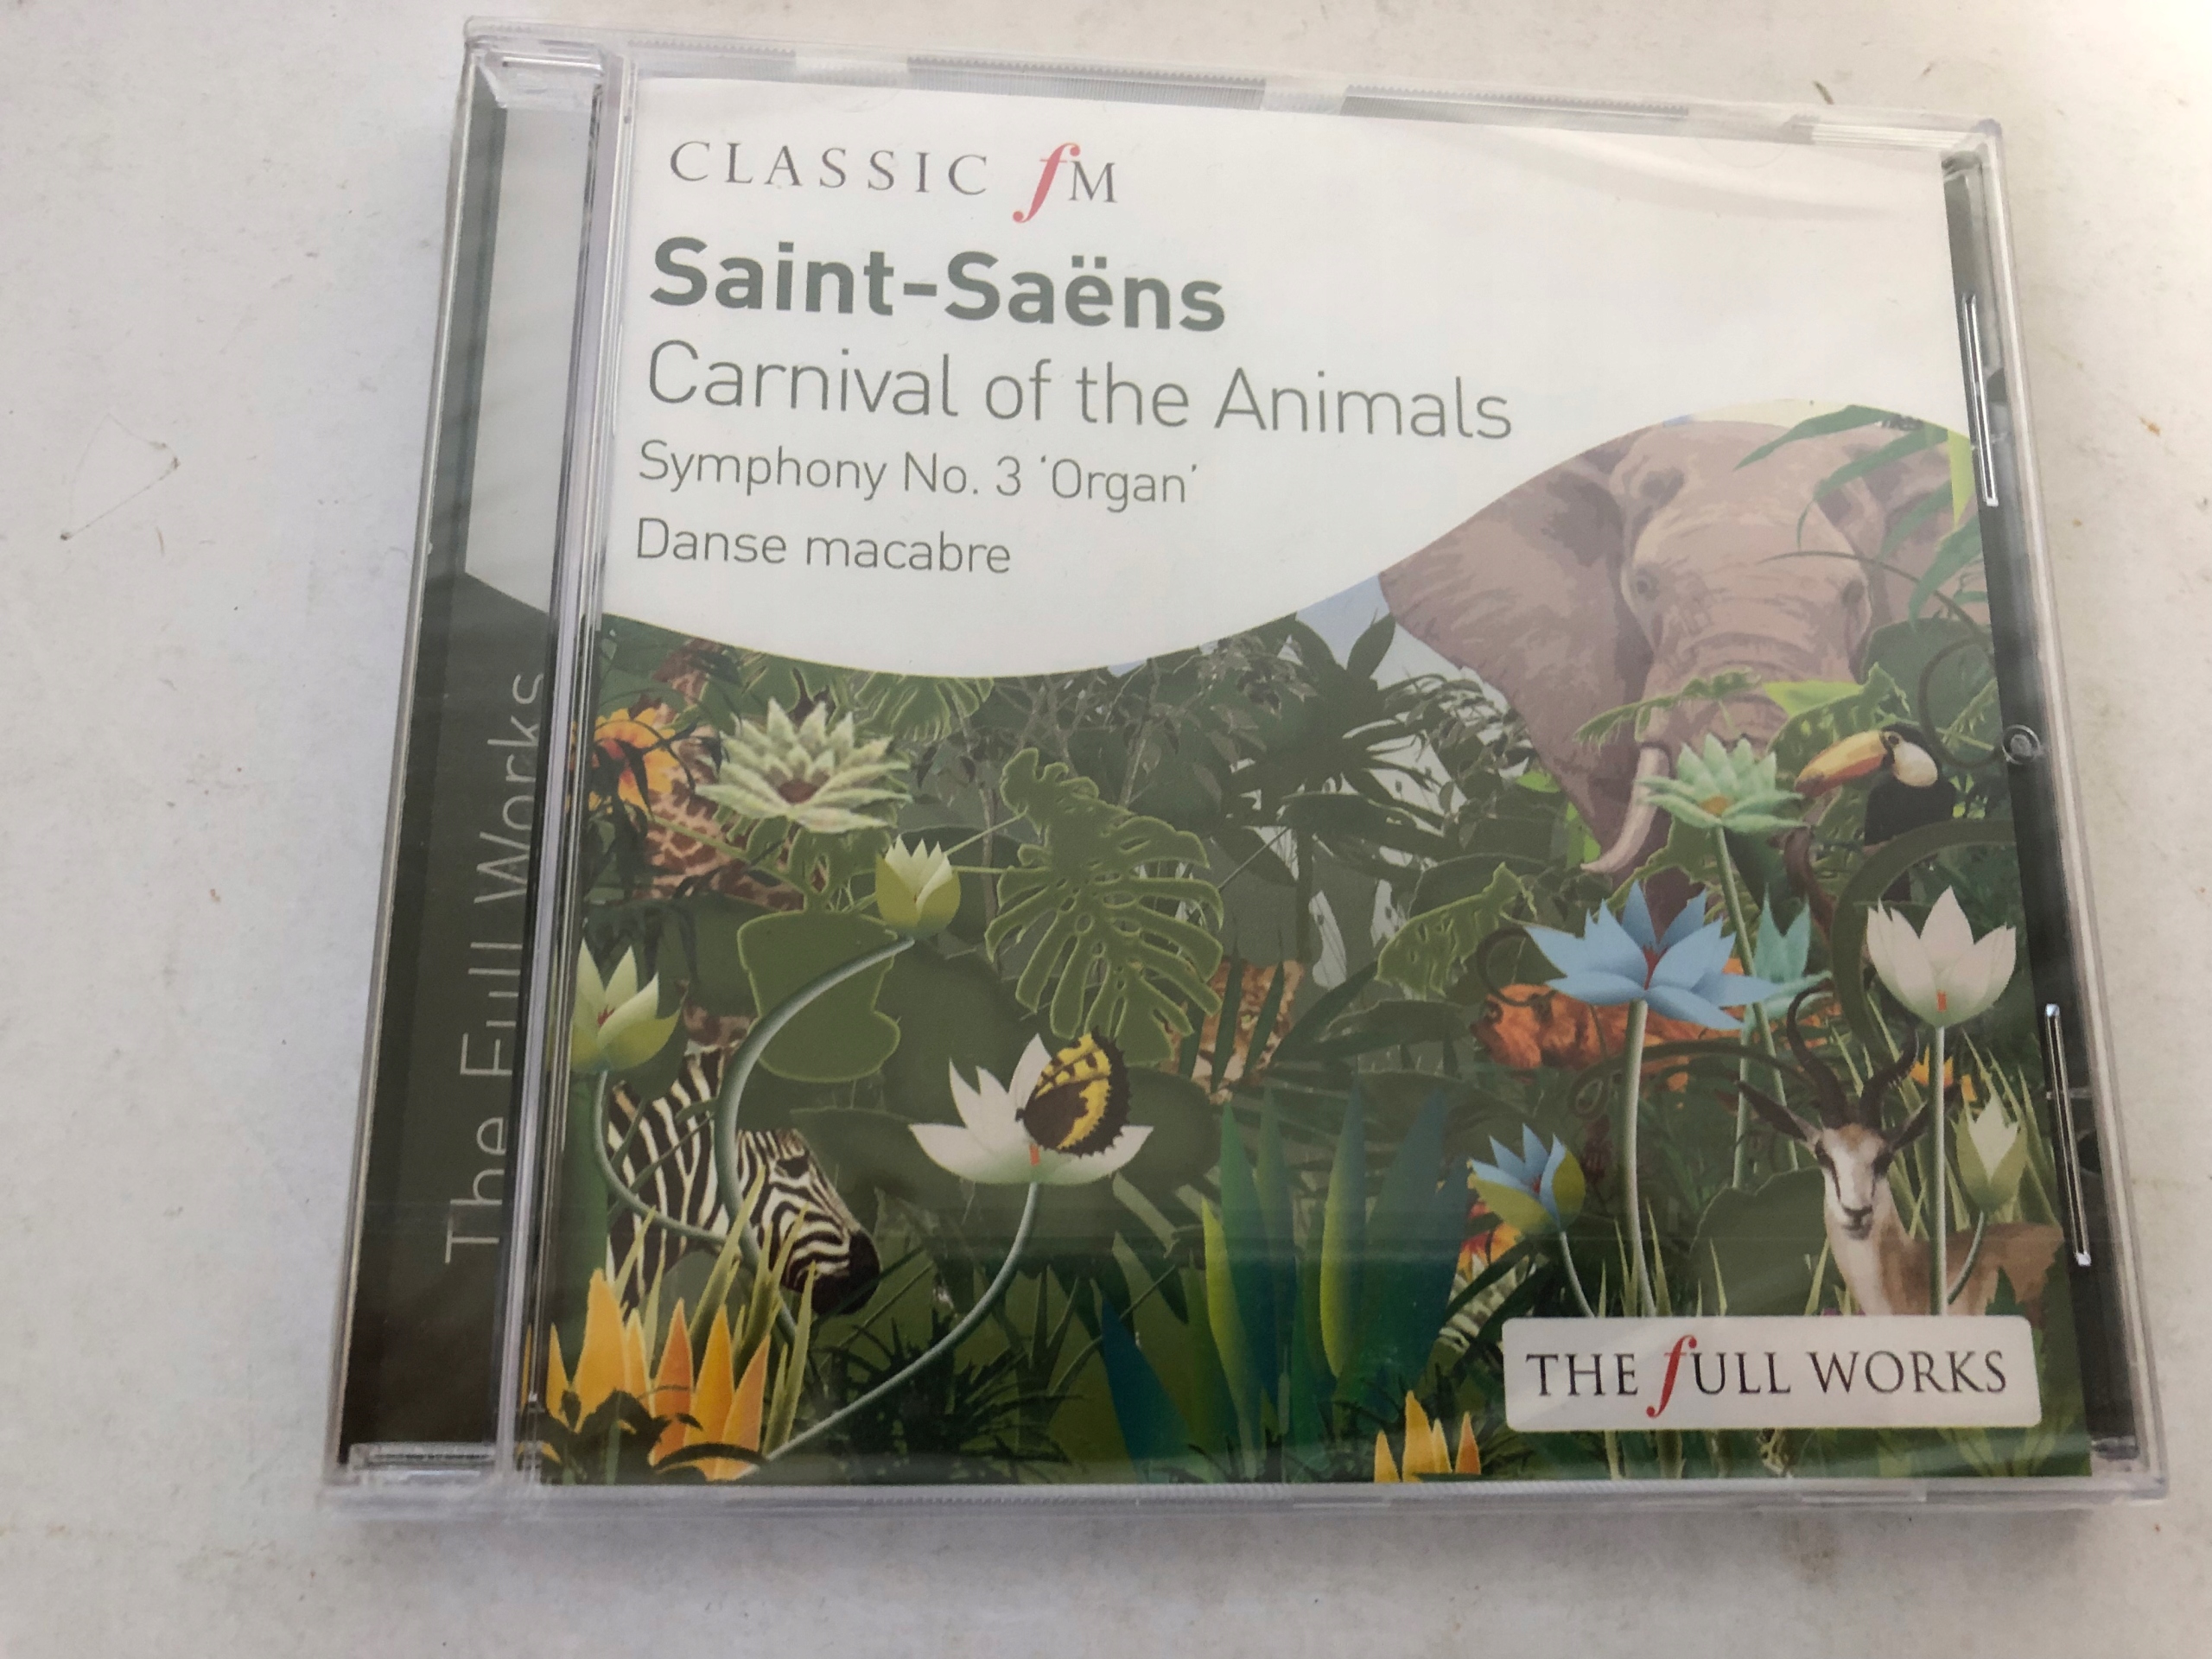 CLASSIC fM
Saint-Saëns
Carnival of the Animals
Symphony No. 3 ‘Organ’
Danse macabre
The Full Works
THE fULL WORKS